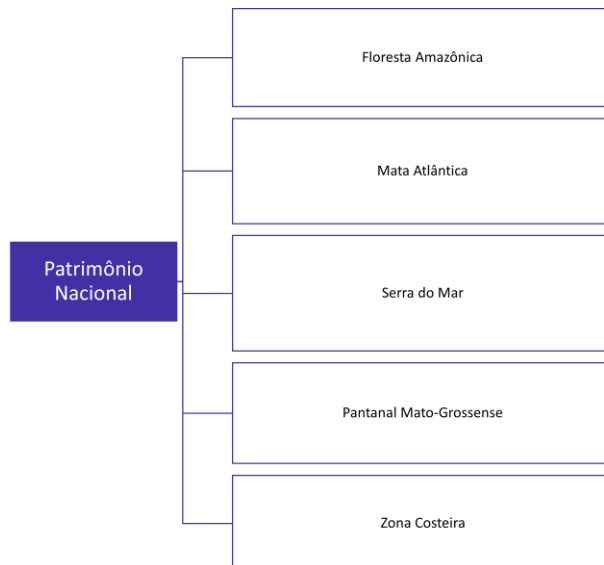 Patrimônio
Nacional
Floresta Amazônica
Mata Atlântica
Serra do Mar
Pantanal Mato-Grossense
Zona Costeira